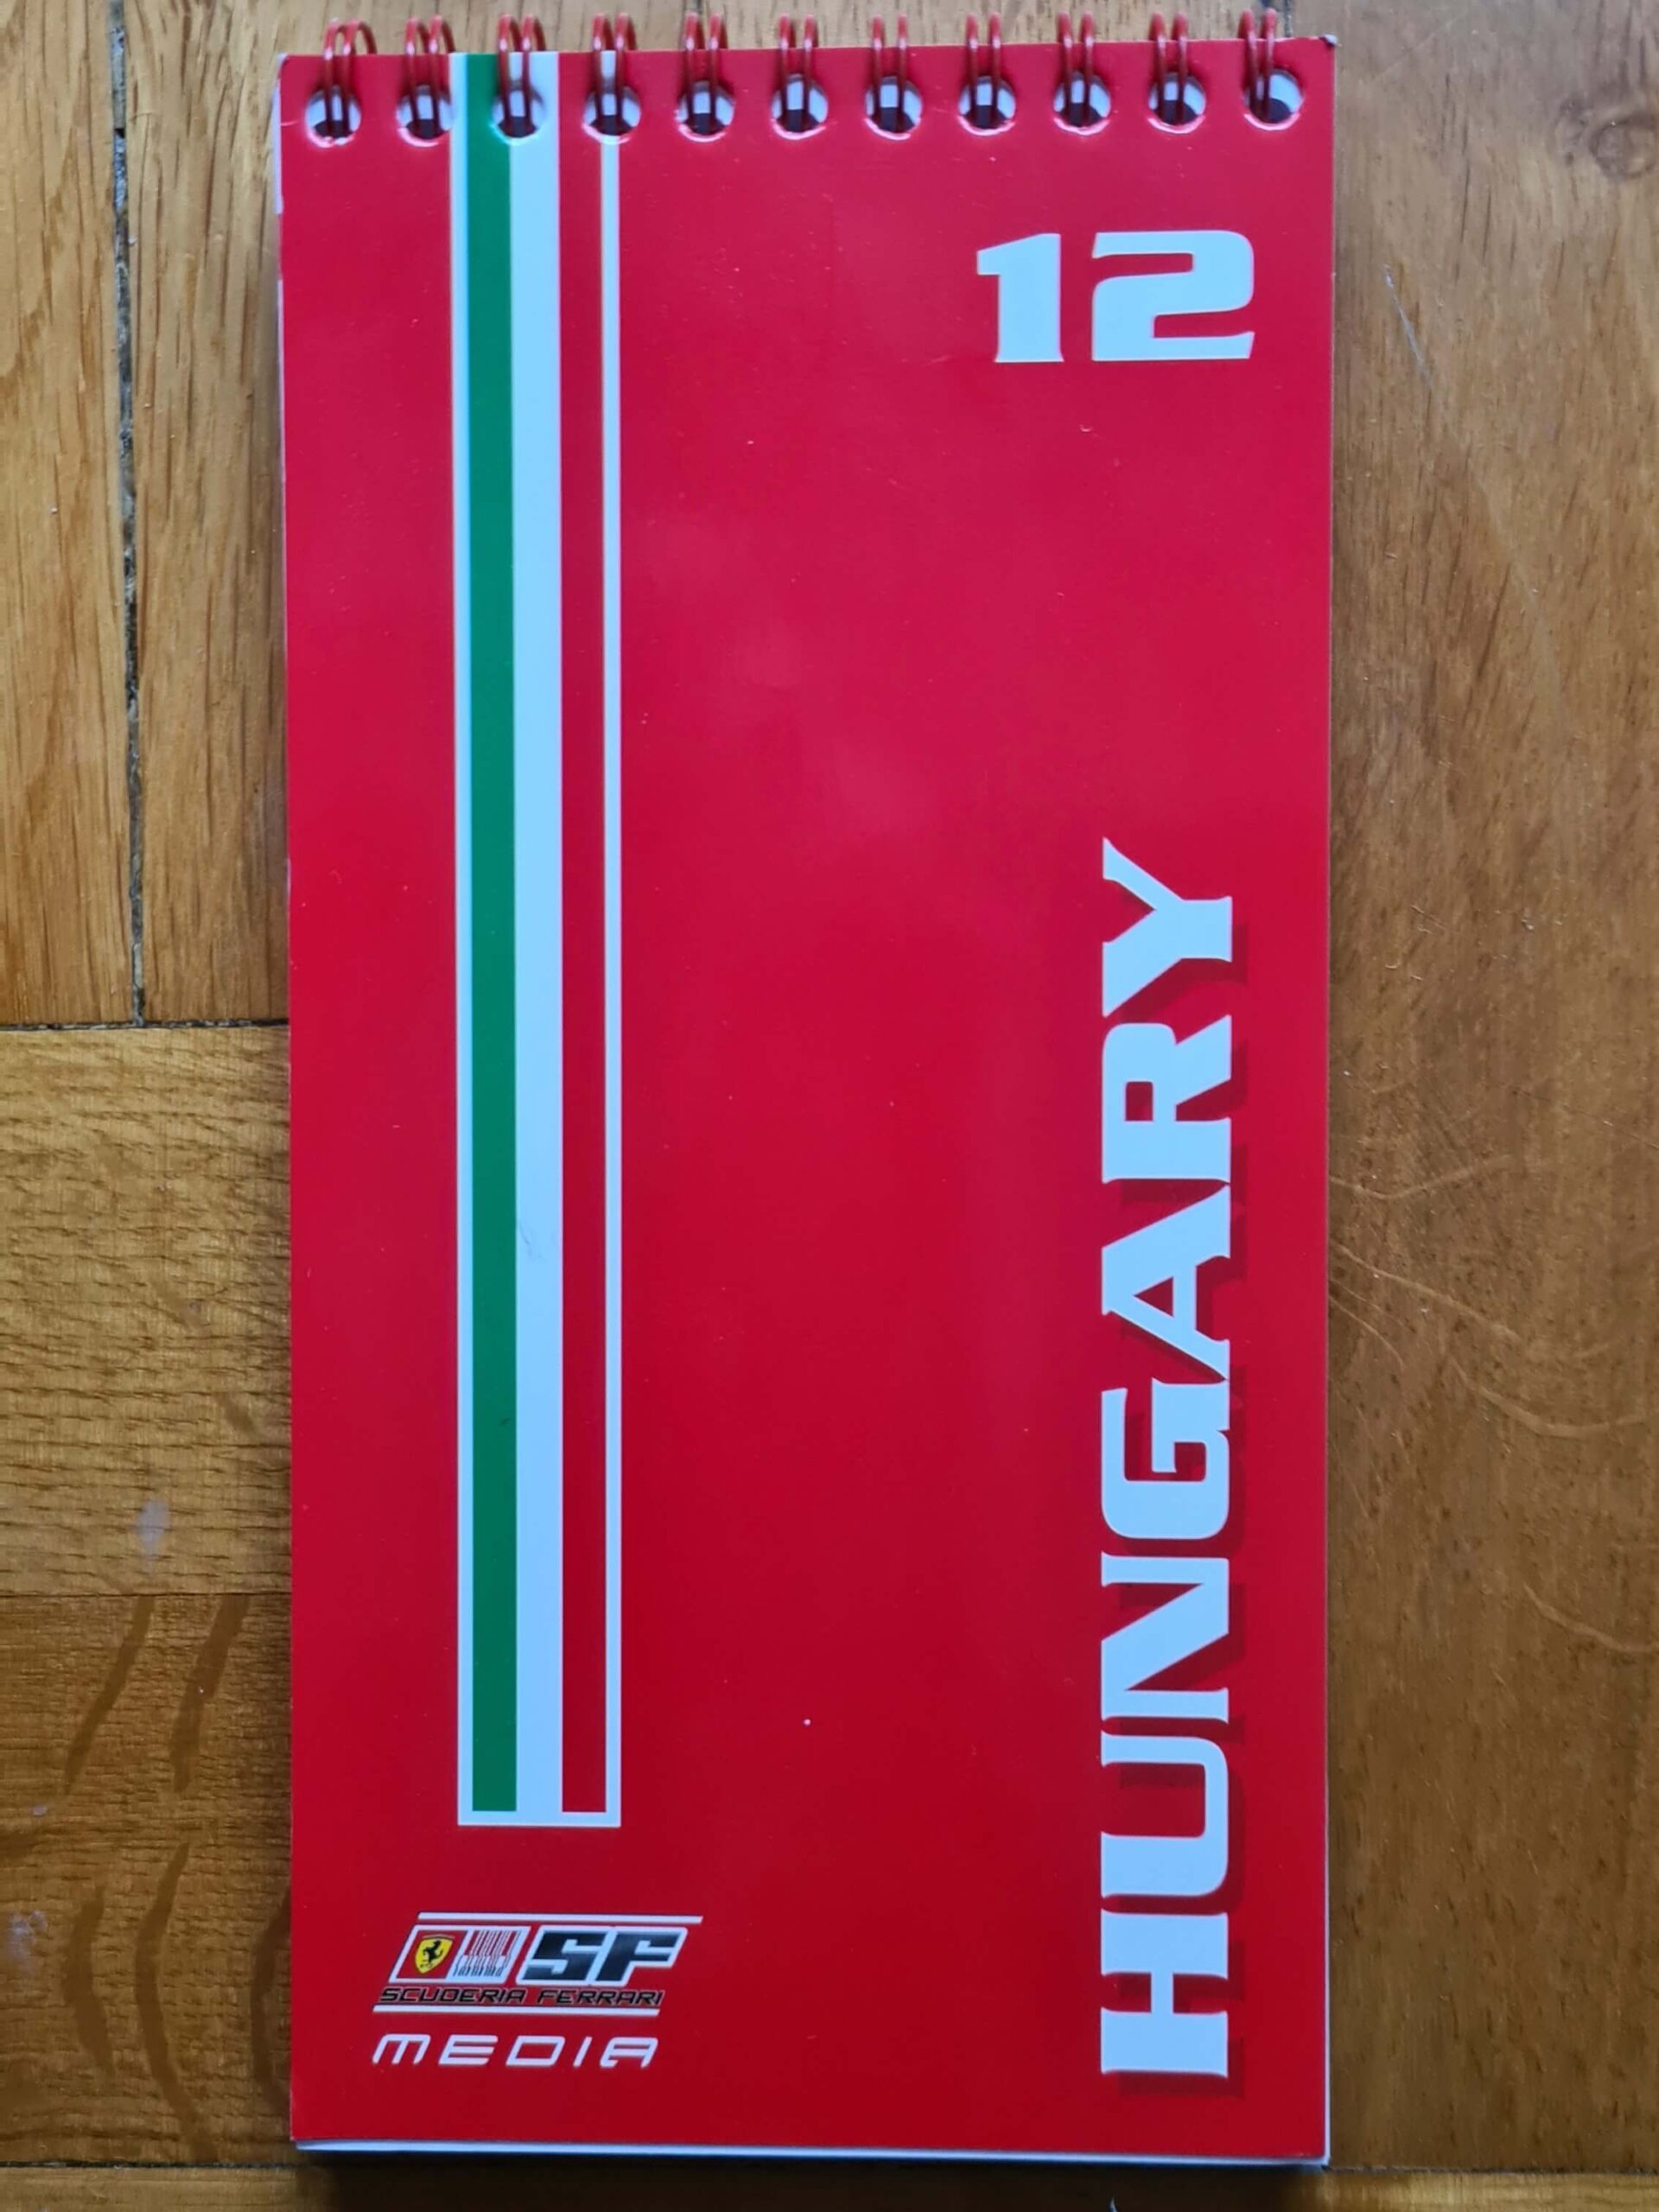 12
HUNGARY
SF
SCUDERIA FERRARI
MEDIA